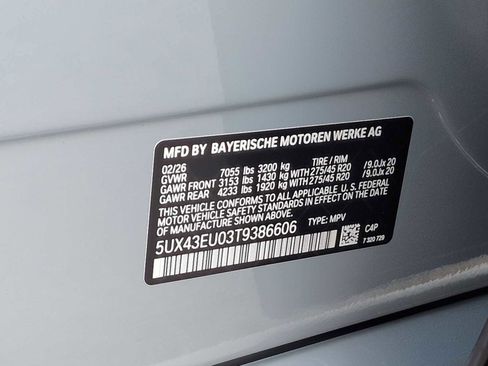 MFD BY BAYERISCHE MOTOREN WERKE AG
02/26 7055 lbs 3200 kg TIRE / RIM
GVWR
GAWR FRONT 3153 lbs 1430 kg WITH 275/45 R20 / 9.0Jx 20
GAWR REAR 4233 lbs 1920 kg WITH 275/45 R20 / 9.0Jx 20
THIS VEHICLE CONFORMS TO ALL APPLICABLE U.S. FEDERAL
MOTOR VEHICLE SAFETY STANDARDS IN EFFECT ON THE
DATE OF MANUFACTURE SHOWN ABOVE.
5UX43EU03T9386606 TYPE: MPV
C4P
7 320 729